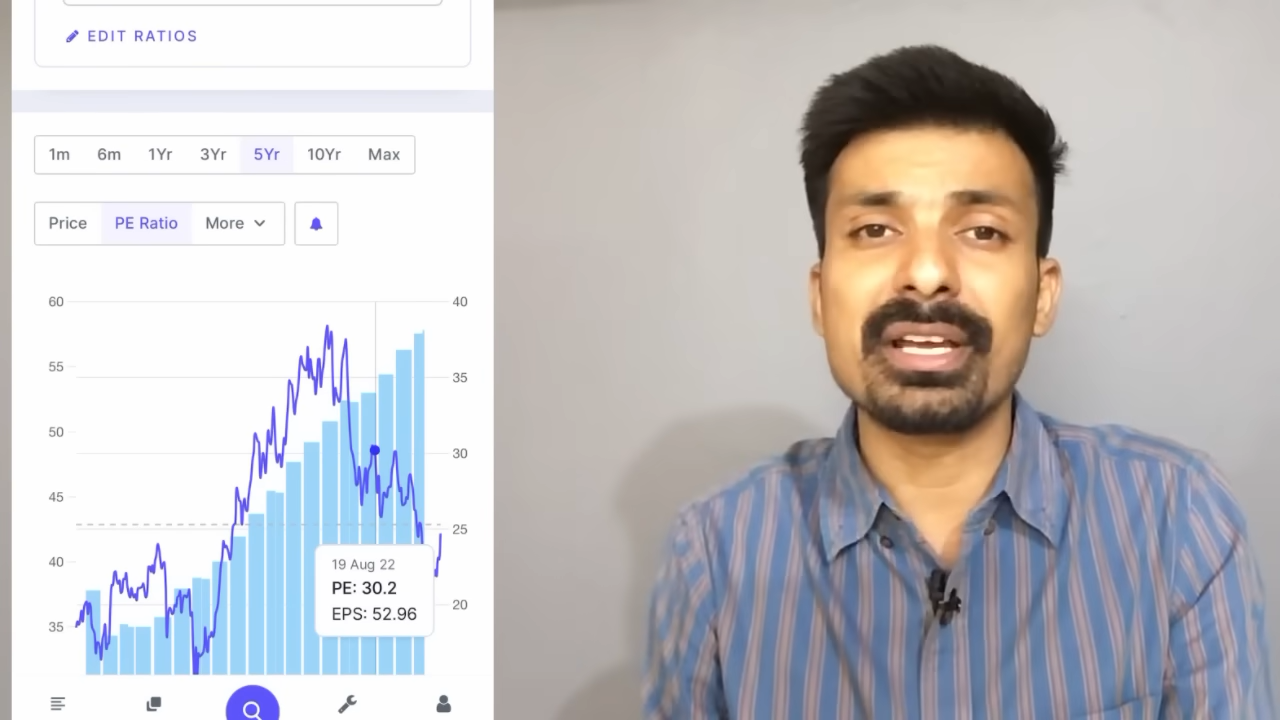 EDIT RATIOS
1m 6m 1Yr 3Yr 5Yr 10Yr Max
Price PE Ratio More
60 40
55 35
50 30
45 25
40 20
35
19 Aug 22
PE: 30.2
EPS: 52.96